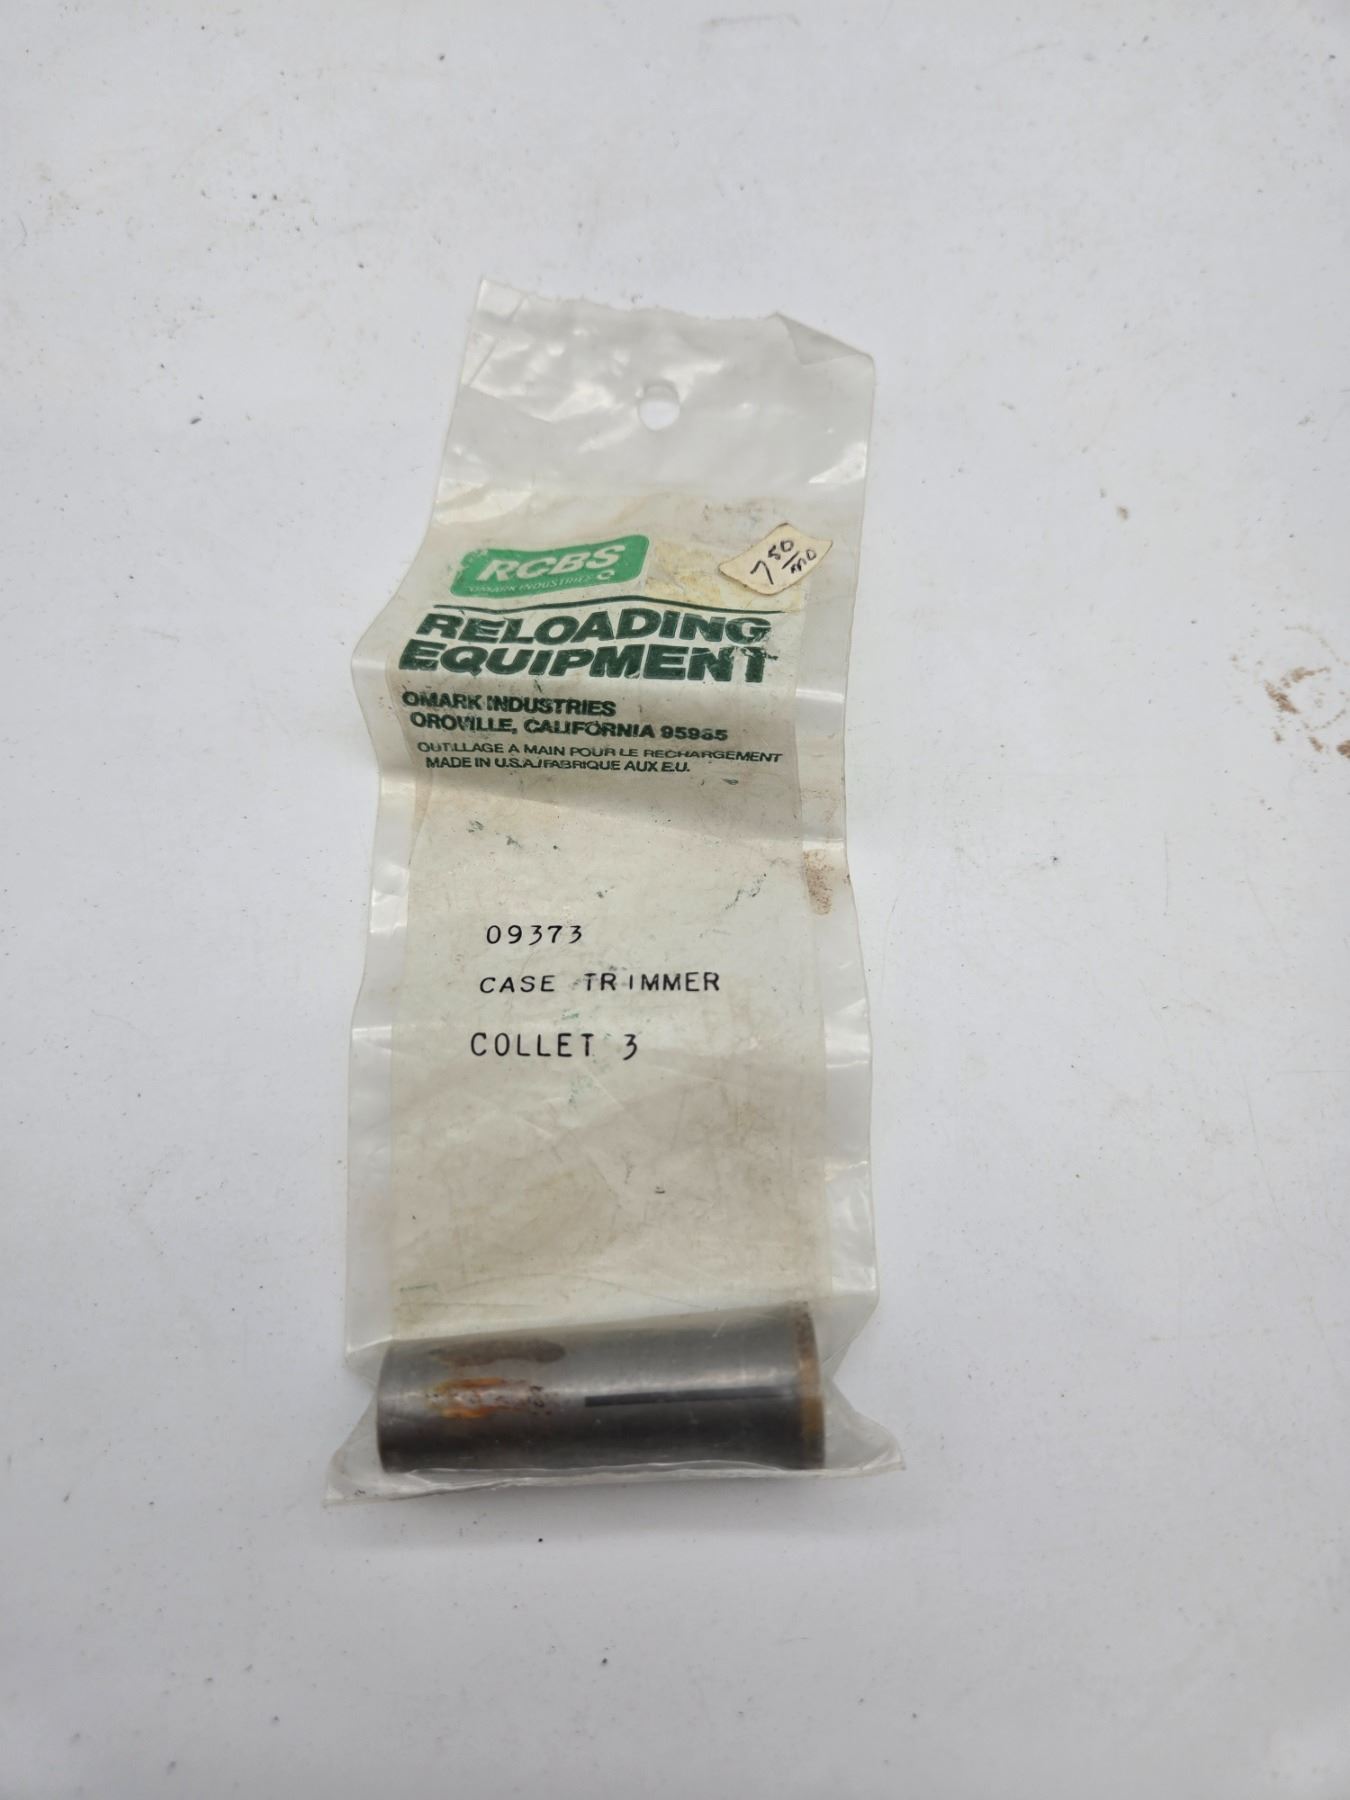 RCBS
OMARK INDUSTRIES
7 50/mo
RELOADING
EQUIPMENT
OMARK INDUSTRIES
OROVILLE, CALIFORNIA 95965
OUTILLAGE A MAIN POUR LE RECHARGEMENT
MADE IN U.S.A./FABRIQUE AUX E.U.
09373
CASE TRIMMER
COLLET 3